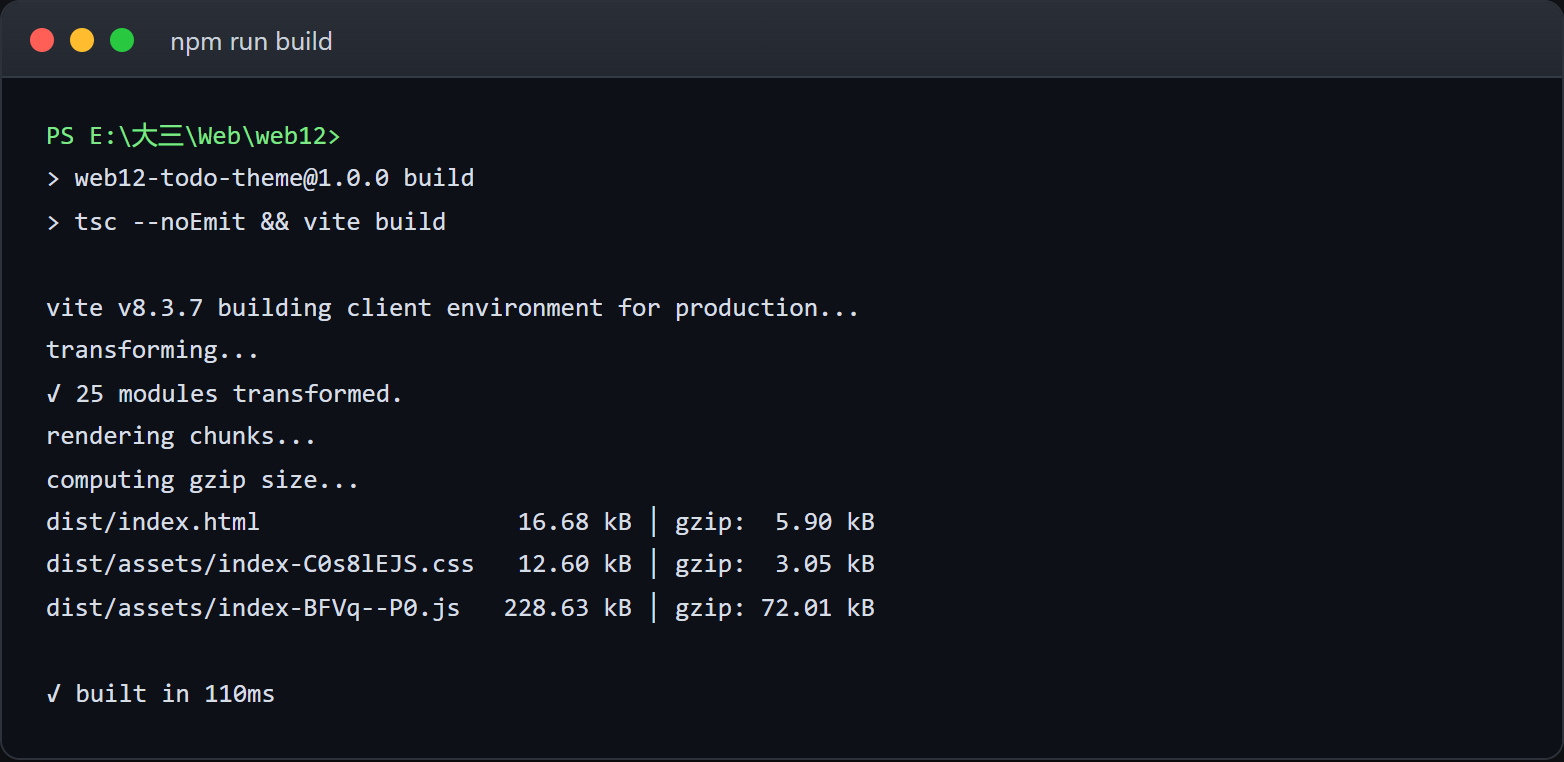 npm run build
PS E:\大三\Web\web12>
> web12-todo-theme@1.0.0 build
> tsc --noEmit && vite build
vite v8.3.7 building client environment for production...
transforming...
✓ 25 modules transformed.
rendering chunks...
computing gzip size...
dist/index.html                  16.68 kB │ gzip:  5.90 kB
dist/assets/index-C0s8lEJS.css   12.60 kB │ gzip:  3.05 kB
dist/assets/index-BFVq--P0.js   228.63 kB │ gzip: 72.01 kB
✓ built in 110ms